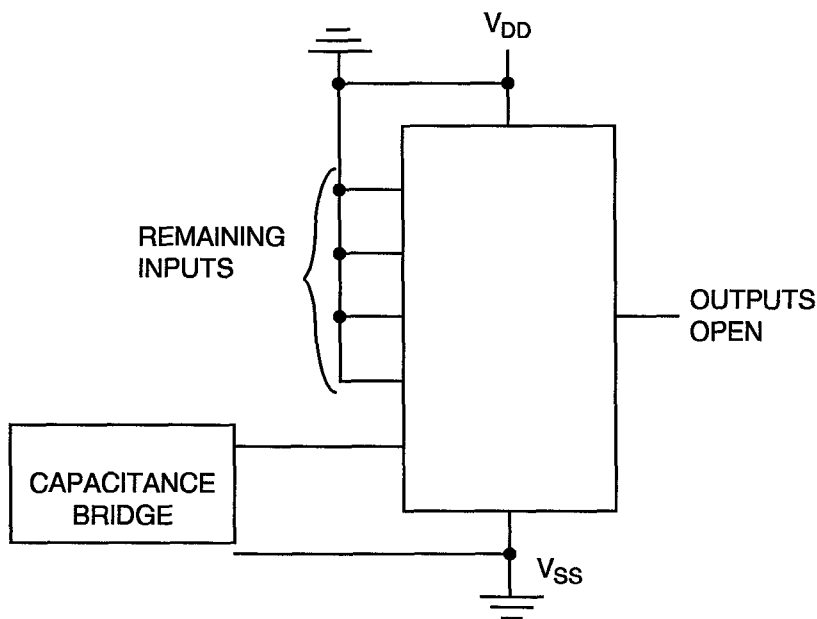 VDD
REMAINING
INPUTS
OUTPUTS
OPEN
CAPACITANCE
BRIDGE
VSS